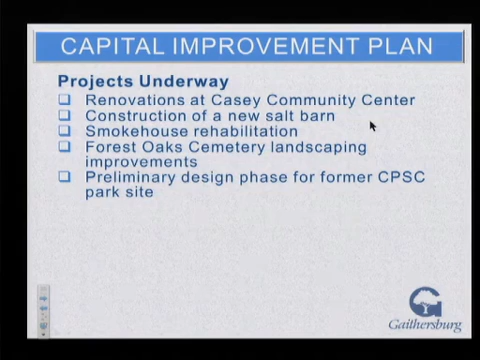 CAPITAL IMPROVEMENT PLAN
Projects Underway
Renovations at Casey Community Center
Construction of a new salt barn
Smokehouse rehabilitation
Forest Oaks Cemetery landscaping
improvements
Preliminary design phase for former CPSC
park site
Gaithersburg